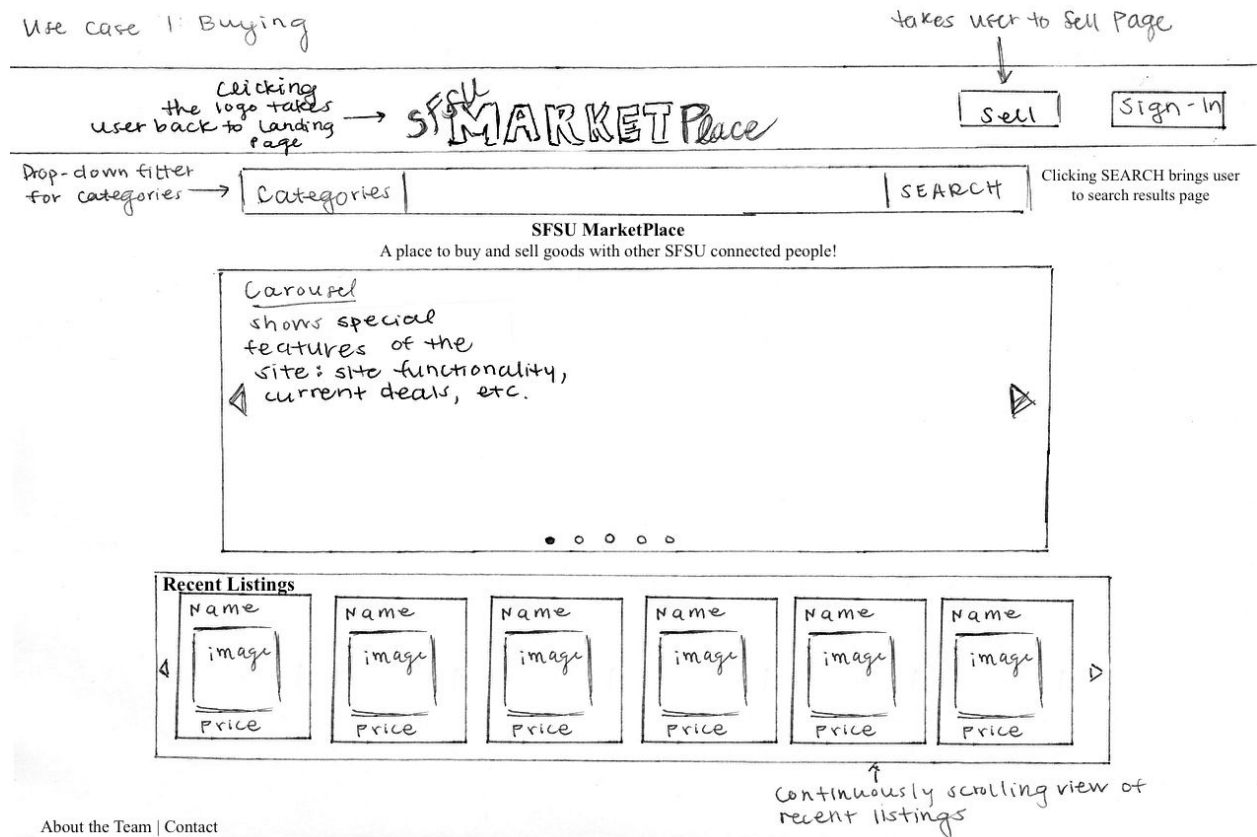 Use case 1: Buying
takes user to Sell Page
clicking
the logo takes
user back to landing
page
SFSU MARKETPlace
Sell
Sign-In
Drop-down filter
for categories
Categories
SEARCH
Clicking SEARCH brings user
to search results page
SFSU MarketPlace
A place to buy and sell goods with other SFSU connected people!
Carousel
shows special
features of the
site: site functionality,
current deals, etc.
Recent Listings
Name
image
Price
Name
image
Price
Name
image
Price
Name
image
Price
Name
image
Price
Name
image
Price
continuously scrolling view of
recent listings
About the Team | Contact